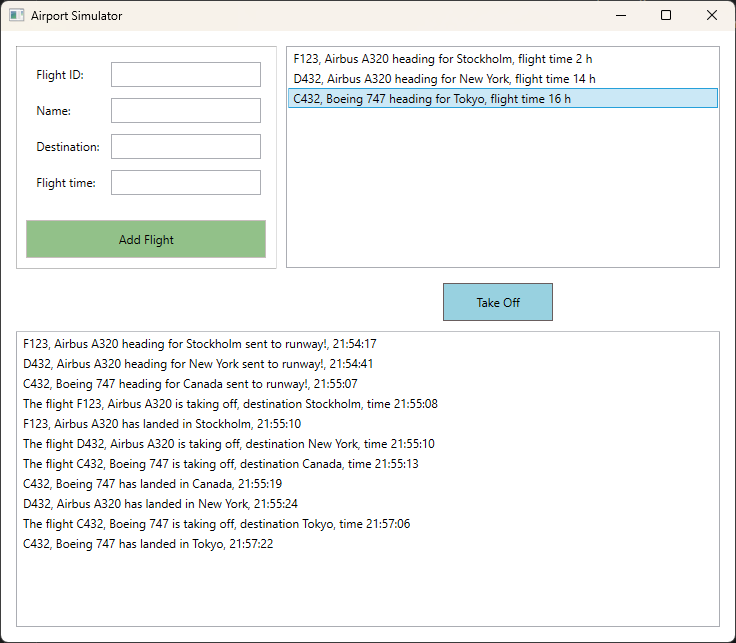 Airport Simulator
Flight ID:
Name:
Destination:
Flight time:
Add Flight
F123, Airbus A320 heading for Stockholm, flight time 2 h
D432, Airbus A320 heading for New York, flight time 14 h
C432, Boeing 747 heading for Tokyo, flight time 16 h
Take Off
F123, Airbus A320 heading for Stockholm sent to runway!, 21:54:17
D432, Airbus A320 heading for New York sent to runway!, 21:54:41
C432, Boeing 747 heading for Canada sent to runway!, 21:55:07
The flight F123, Airbus A320 is taking off, destination Stockholm, time 21:55:08
F123, Airbus A320 has landed in Stockholm, 21:55:10
The flight D432, Airbus A320 is taking off, destination New York, time 21:55:10
The flight C432, Boeing 747 is taking off, destination Canada, time 21:55:13
C432, Boeing 747 has landed in Canada, 21:55:19
D432, Airbus A320 has landed in New York, 21:55:24
The flight C432, Boeing 747 is taking off, destination Tokyo, time 21:57:06
C432, Boeing 747 has landed in Tokyo, 21:57:22